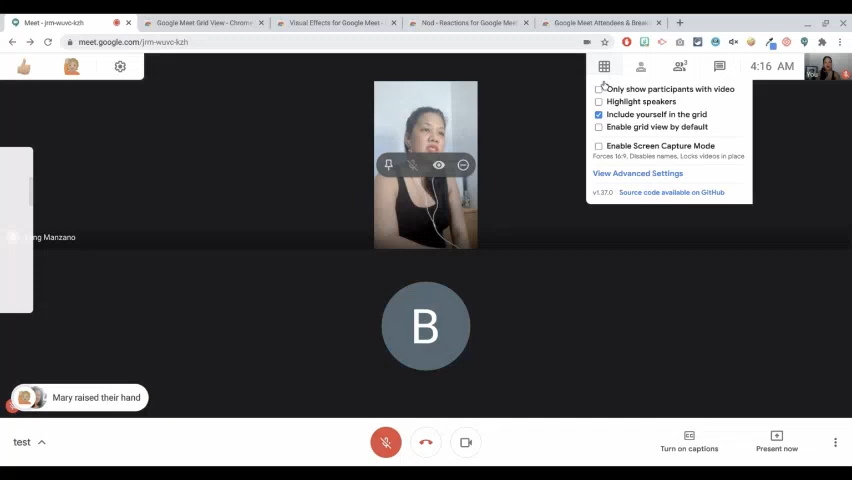 Meet - jrm-wuvc-kzh
Google Meet Grid View - Chrome
Visual Effects for Google Meet -
Nod - Reactions for Google Meet
Google Meet Attendees & Break
meet.google.com/jrm-wuvc-kzh
3
4:16 AM
You
Only show participants with video
Highlight speakers
Include yourself in the grid
Enable grid view by default
Enable Screen Capture Mode
Forces 16:9, Disables names, Locks videos in place
View Advanced Settings
v1.37.0 Source code available on GitHub
Manzano
B
Mary raised their hand
test
Turn on captions
Present now